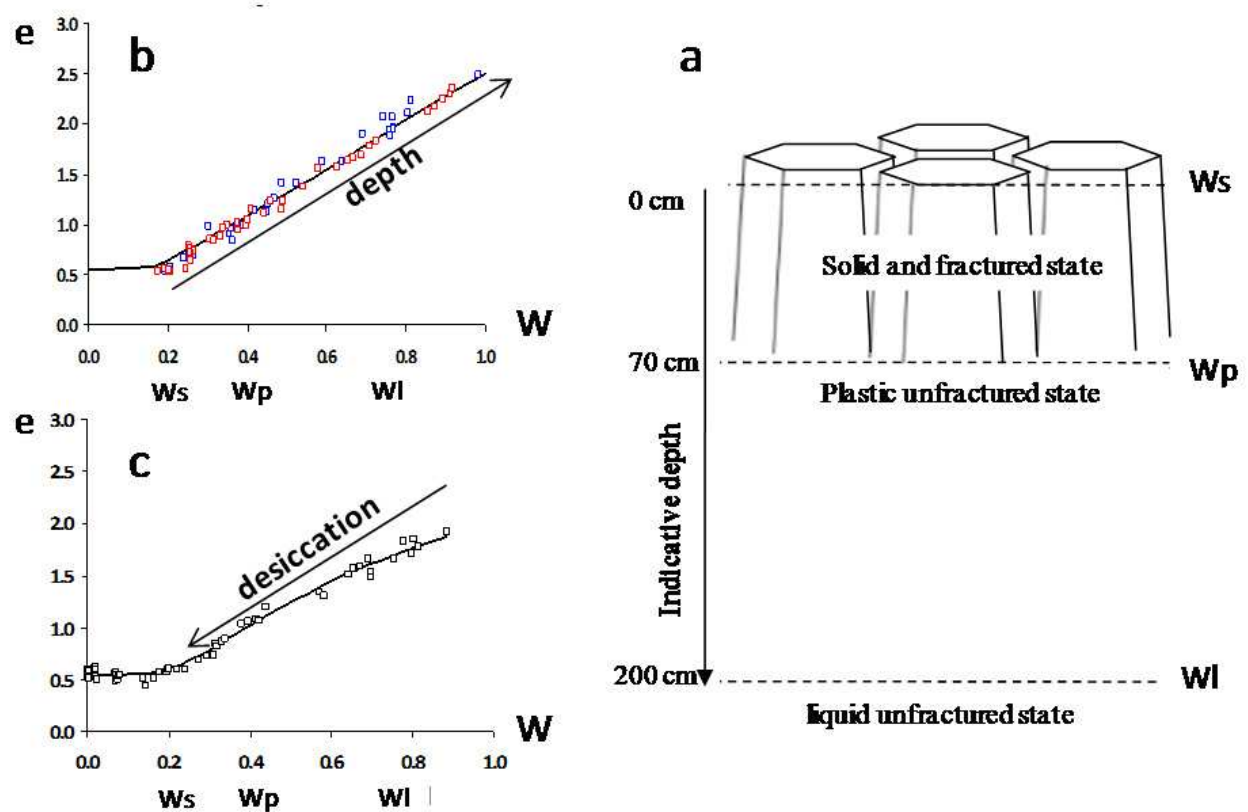 e
b
3.0
2.5
2.0
1.5
1.0
0.5
0.0
depth
W
0.0 0.2 0.4 0.6 0.8 1.0
Ws Wp Wl
e
c
3.0
2.5
2.0
1.5
1.0
0.5
0.0
desiccation
W
0.0 0.2 0.4 0.6 0.8 1.0
Ws Wp Wl
a
Ws
0 cm
Solid and fractured state
70 cm
Wp
Plastic unfractured state
Indicative depth
200 cm
Wl
liquid unfractured state